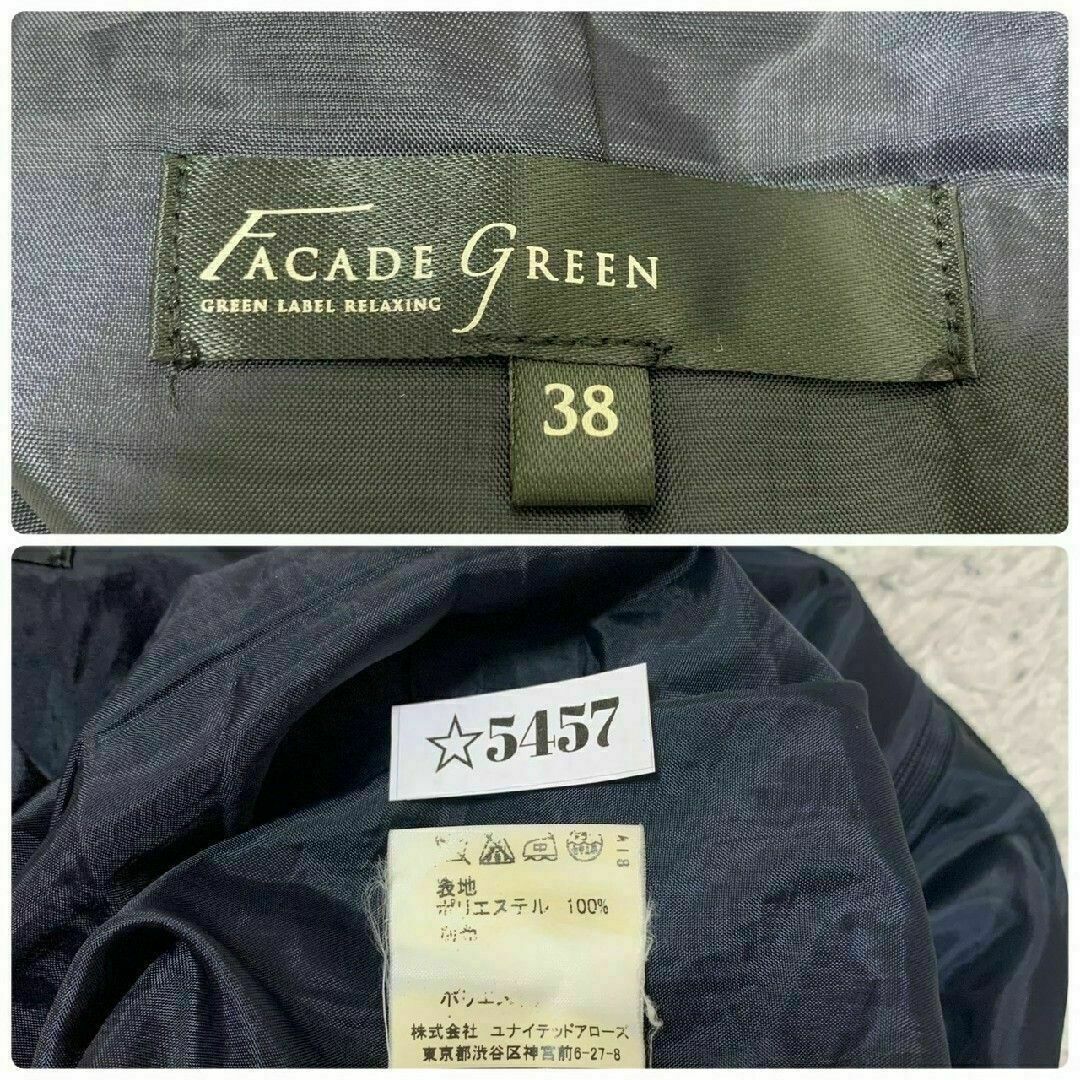 FACADE GREEN
GREEN LABEL RELAXING
38
☆5457
A18
表地
ポリエステル 100%
株式会社 ユナイテッドアローズ
東京都渋谷区神宮前6-27-8